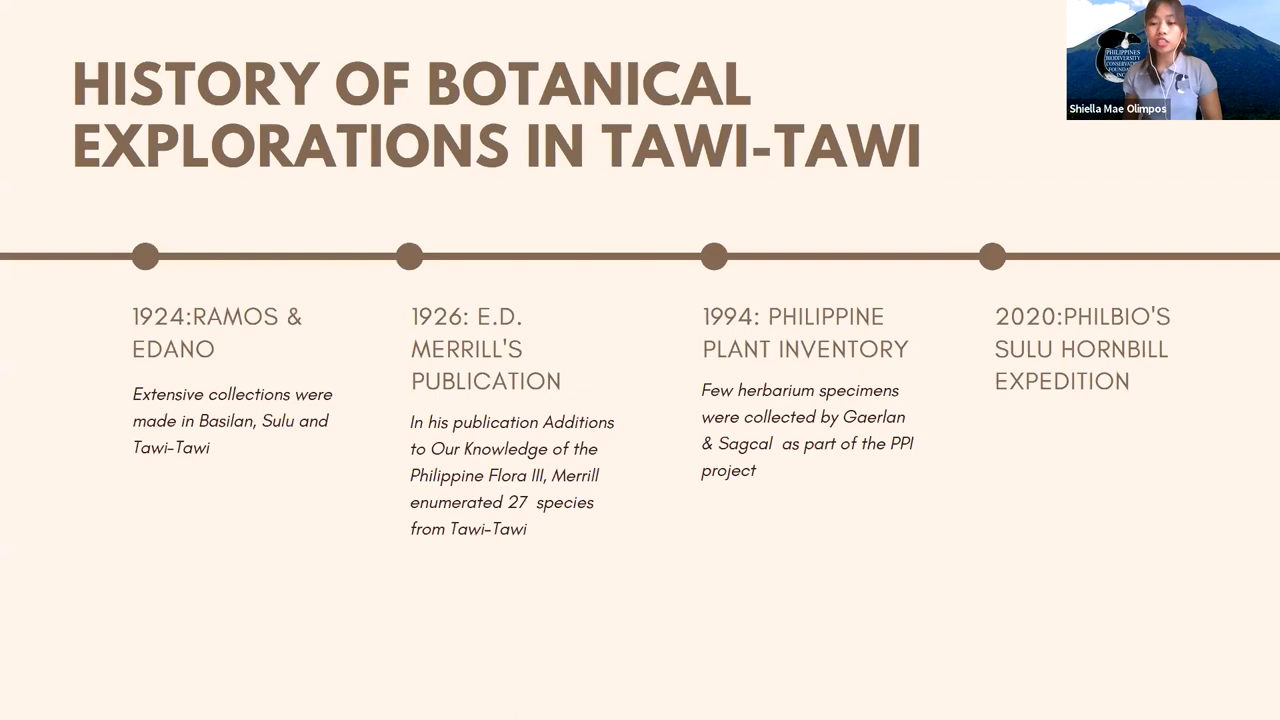 HISTORY OF BOTANICAL
EXPLORATIONS IN TAWI-TAWI
PHILIPPINES
BIODIVERSITY
Shiella Mae Olimpos
1924:RAMOS &
EDANO
Extensive collections were
made in Basilan, Sulu and
Tawi-Tawi
1926: E.D.
MERRILL'S
PUBLICATION
In his publication Additions
to Our Knowledge of the
Philippine Flora III, Merrill
enumerated 27  species
from Tawi-Tawi
1994: PHILIPPINE
PLANT INVENTORY
Few herbarium specimens
were collected by Gaerlan
& Sagcal  as part of the PPI
project
2020:PHILBIO'S
SULU HORNBILL
EXPEDITION